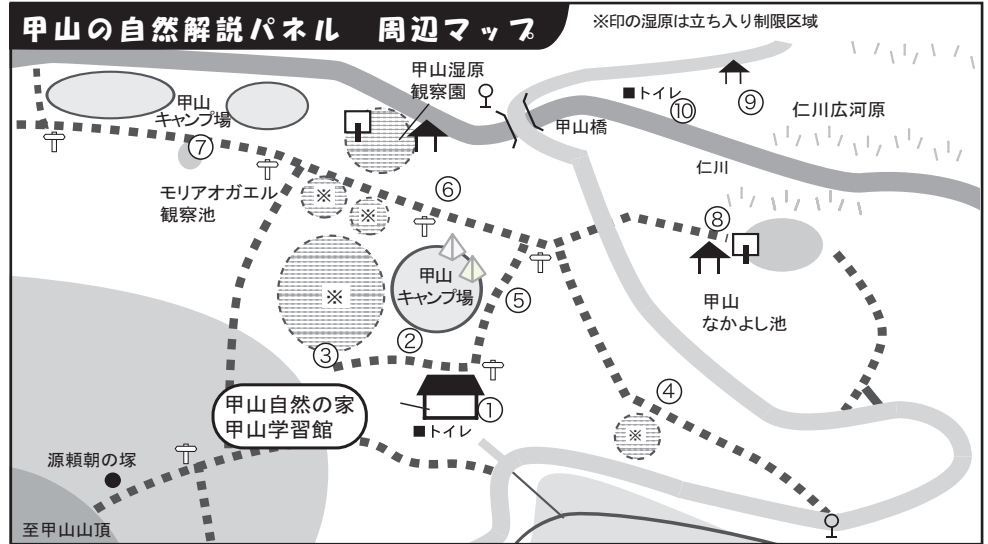 甲山の自然解説パネル 周辺マップ
※印の湿原は立ち入り制限区域
甲山湿原
観察園
■トイレ
⑩
⑨
仁川広河原
甲山
キャンプ場
⑦
甲山橋
仁川
モリアオガエル
観察池
※
※
⑥
⑧
※
甲山
キャンプ場
⑤
甲山
なかよし池
②
③
④
甲山自然の家
甲山学習館
①
■トイレ
※
源頼朝の塚
至甲山山頂